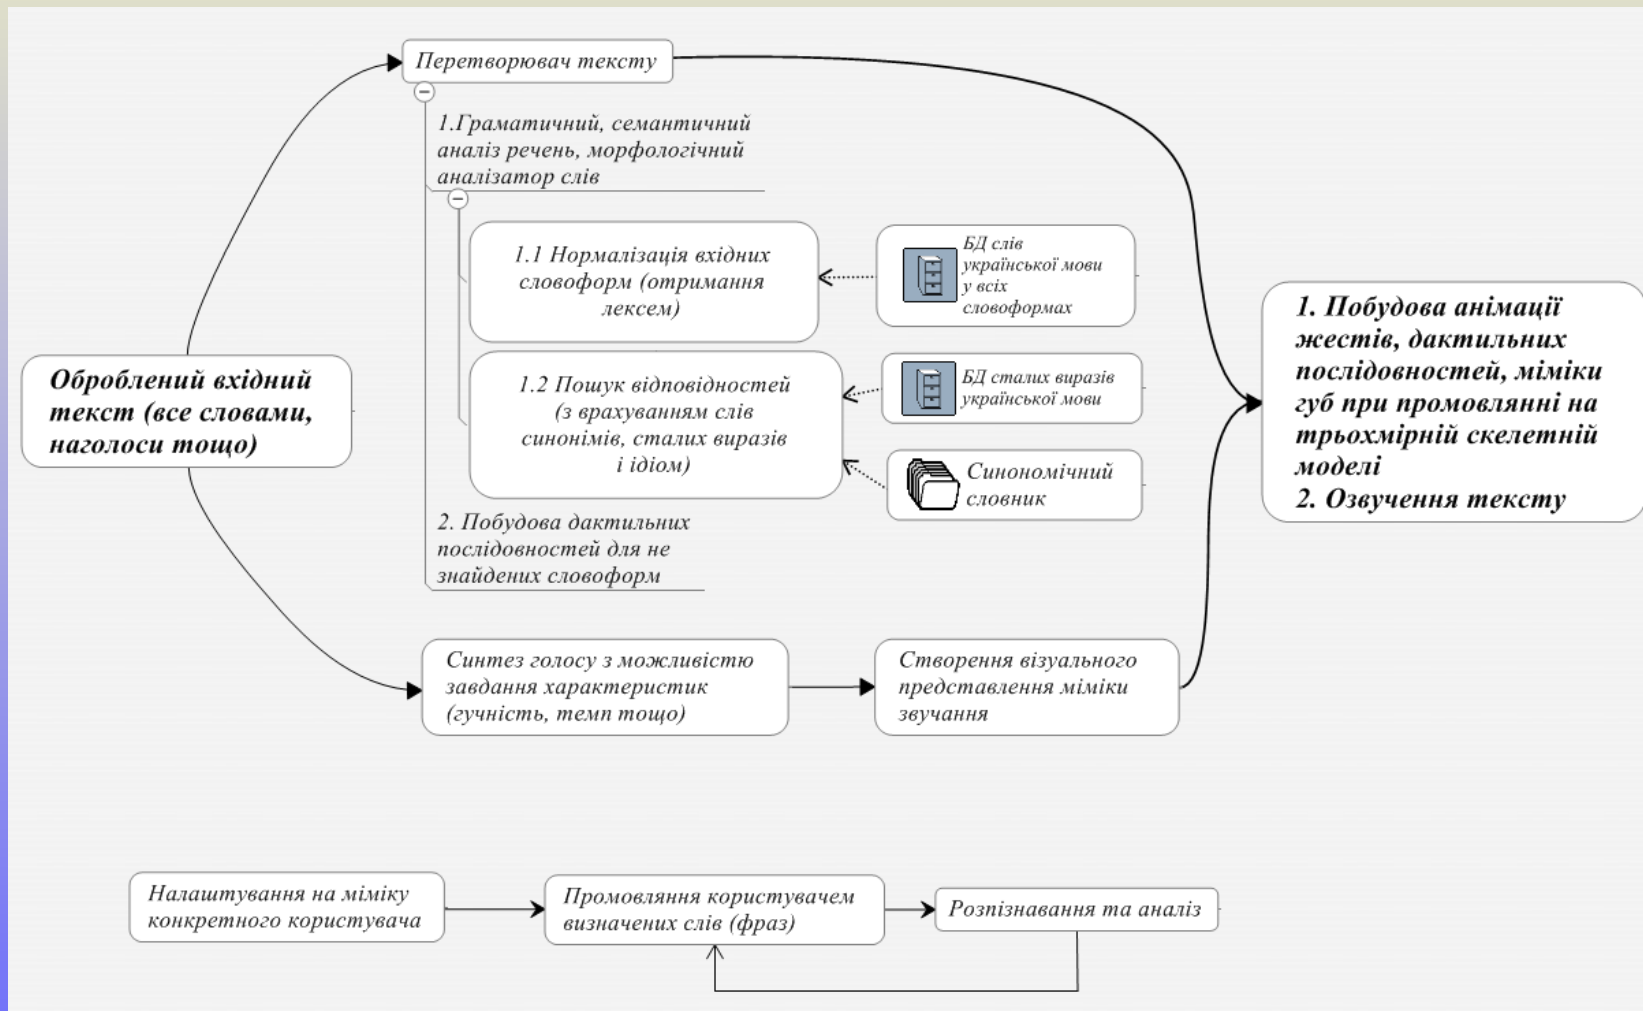 Перетворювач тексту
1.Граматичний, семантичний
аналіз речень, морфологічний
аналізатор слів
1.1 Нормалізація вхідних
словоформ (отримання
лексем)
БД слів
української мови
у всіх
словоформах
1.2 Пошук відповідностей
(з врахуванням слів
синонімів, сталих виразів
і ідіом)
БД сталих виразів
української мови
Синономічний
словник
2. Побудова дактильних
послідовностей для не
знайдених словоформ
Оброблений вхідний
текст (все словами,
наголоси тощо)
1. Побудова анімації
жестів, дактильних
послідовностей, міміки
губ при промовлянні на
трьохмірній скелетній
моделі
2. Озвучення тексту
Синтез голосу з можливістю
завдання характеристик
(гучність, темп тощо)
Створення візуального
представлення міміки
звучання
Налаштування на міміку
конкретного користувача
Промовляння користувачем
визначених слів (фраз)
Розпізнавання та аналіз